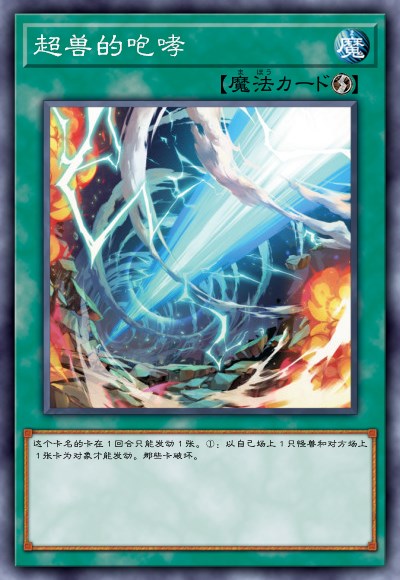 超兽的咆哮
魔
【魔法カード】
まほう
这个卡名的卡在1回合只能发动1张。①：以自己场上1只怪兽和对方场上
1张卡为对象才能发动。那些卡破坏。